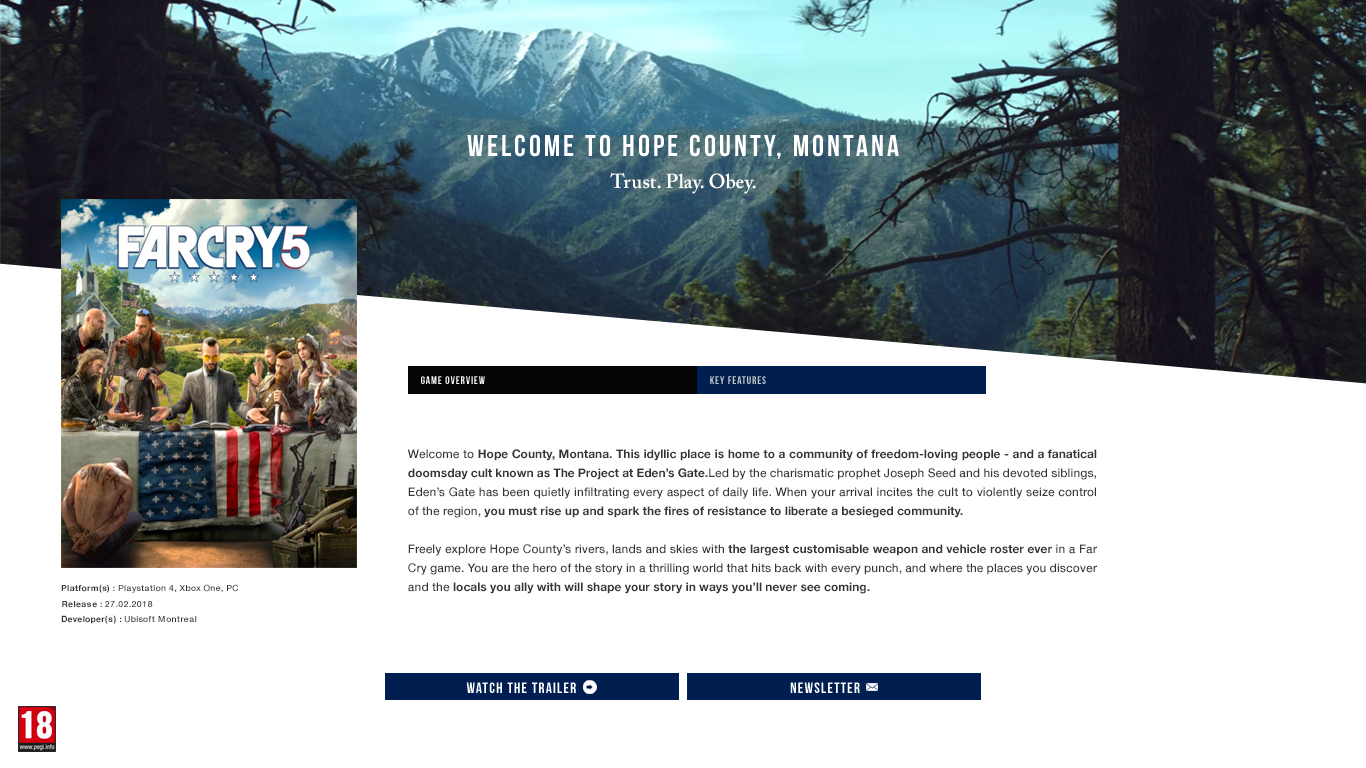 WELCOME TO HOPE COUNTY, MONTANA
Trust. Play. Obey.
FARCRY®5
GAME OVERVIEW
KEY FEATURES
Welcome to Hope County, Montana. This idyllic place is home to a community of freedom-loving people - and a fanatical
doomsday cult known as The Project at Eden’s Gate.Led by the charismatic prophet Joseph Seed and his devoted siblings,
Eden’s Gate has been quietly infiltrating every aspect of daily life. When your arrival incites the cult to violently seize control
of the region, you must rise up and spark the fires of resistance to liberate a besieged community.
Freely explore Hope County’s rivers, lands and skies with the largest customisable weapon and vehicle roster ever in a Far
Cry game. You are the hero of the story in a thrilling world that hits back with every punch, and where the places you discover
and the locals you ally with will shape your story in ways you’ll never see coming.
Platform(s) : Playstation 4, Xbox One, PC
Release : 27.02.2018
Developer(s) : Ubisoft Montreal
WATCH THE TRAILER
NEWSLETTER
18
www.pegi.info